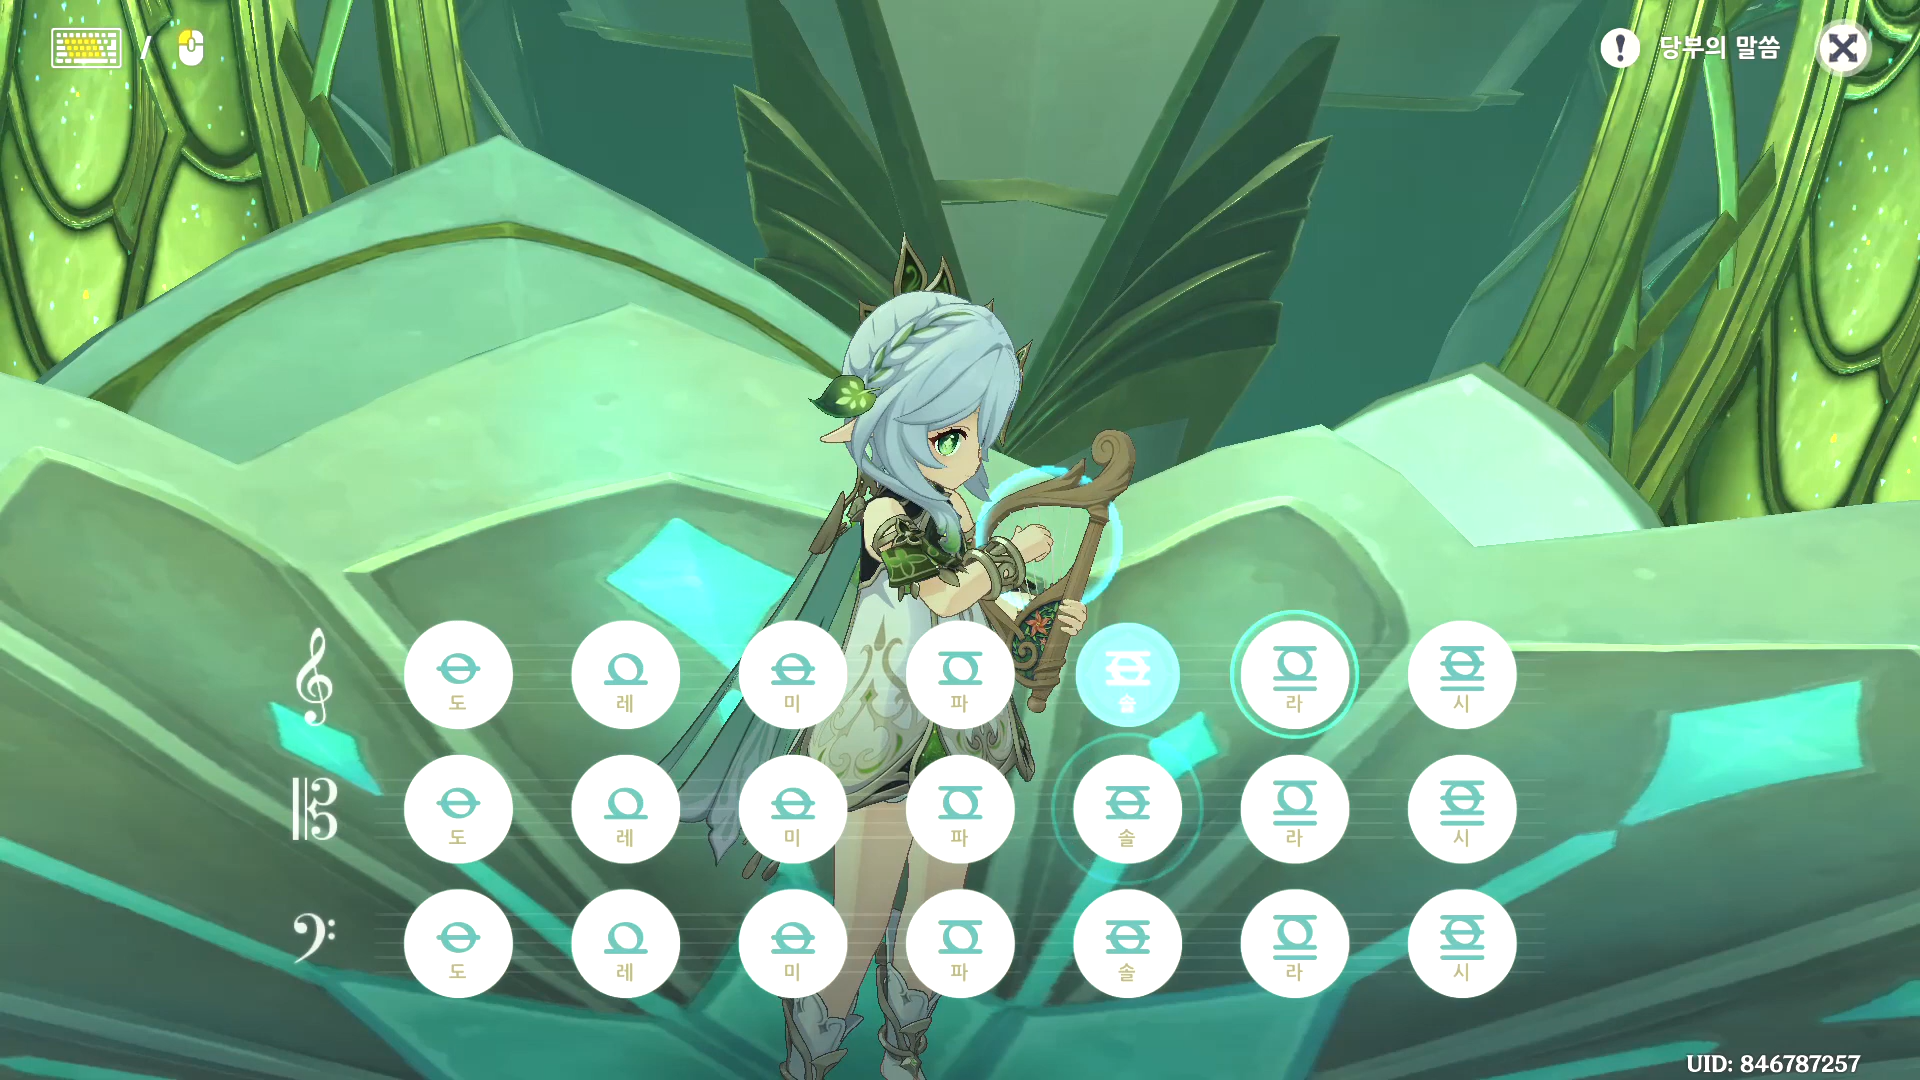 /
당부의 말씀
도 레 미 파 솔 라 시
도 레 미 파 솔 라 시
도 레 미 파 솔 라 시
UID: 846787257